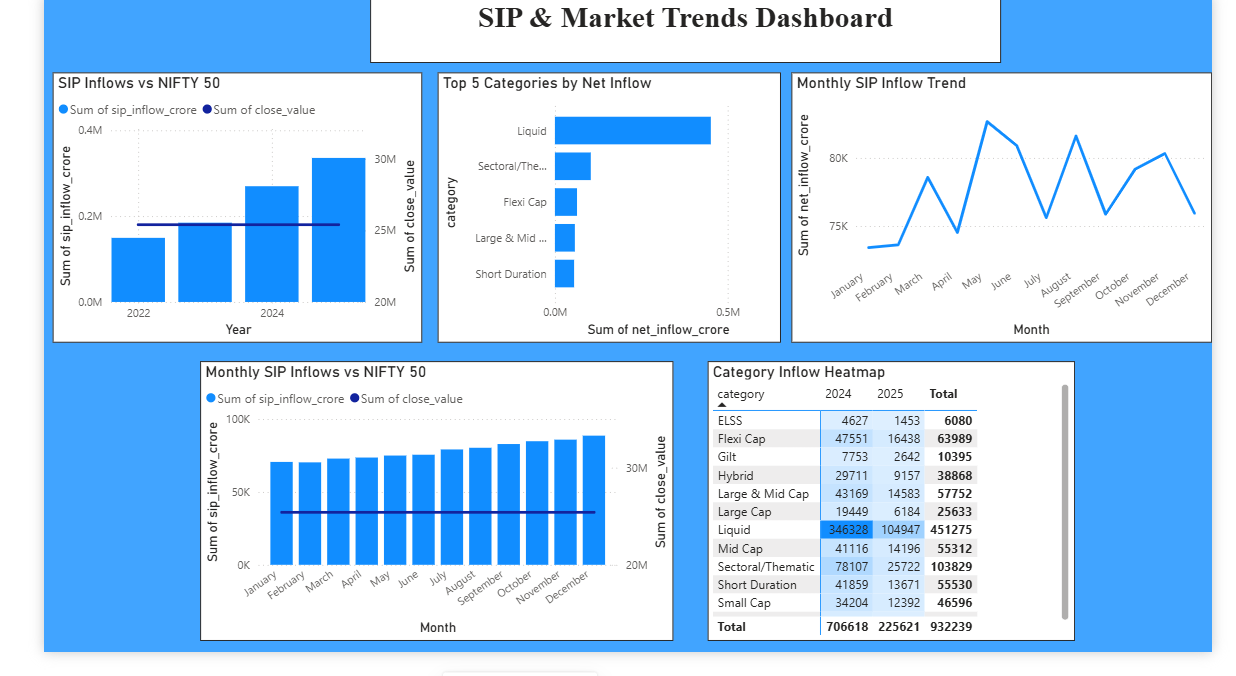 SIP & Market Trends Dashboard
SIP Inflows vs NIFTY 50
Sum of sip_inflow_crore Sum of close_value
0.4M
0.2M
0.0M
30M
25M
20M
Sum of sip_inflow_crore
Sum of close_value
2022 2024
Year
Top 5 Categories by Net Inflow
category
Liquid
Sectoral/The...
Flexi Cap
Large & Mid ...
Short Duration
0.0M 0.5M
Sum of net_inflow_crore
Monthly SIP Inflow Trend
Sum of net_inflow_crore
80K
75K
January February March April May June July August September October November December
Month
Monthly SIP Inflows vs NIFTY 50
Sum of sip_inflow_crore Sum of close_value
100K
50K
0K
30M
20M
Sum of sip_inflow_crore
Sum of close_value
January February March April May June July August September October November December
Month
Category Inflow Heatmap
category 2024 2025 Total
ELSS 4627 1453 6080
Flexi Cap 47551 16438 63989
Gilt 7753 2642 10395
Hybrid 29711 9157 38868
Large & Mid Cap 43169 14583 57752
Large Cap 19449 6184 25633
Liquid 346328 104947 451275
Mid Cap 41116 14196 55312
Sectoral/Thematic 78107 25722 103829
Short Duration 41859 13671 55530
Small Cap 34204 12392 46596
Total 706618 225621 932239